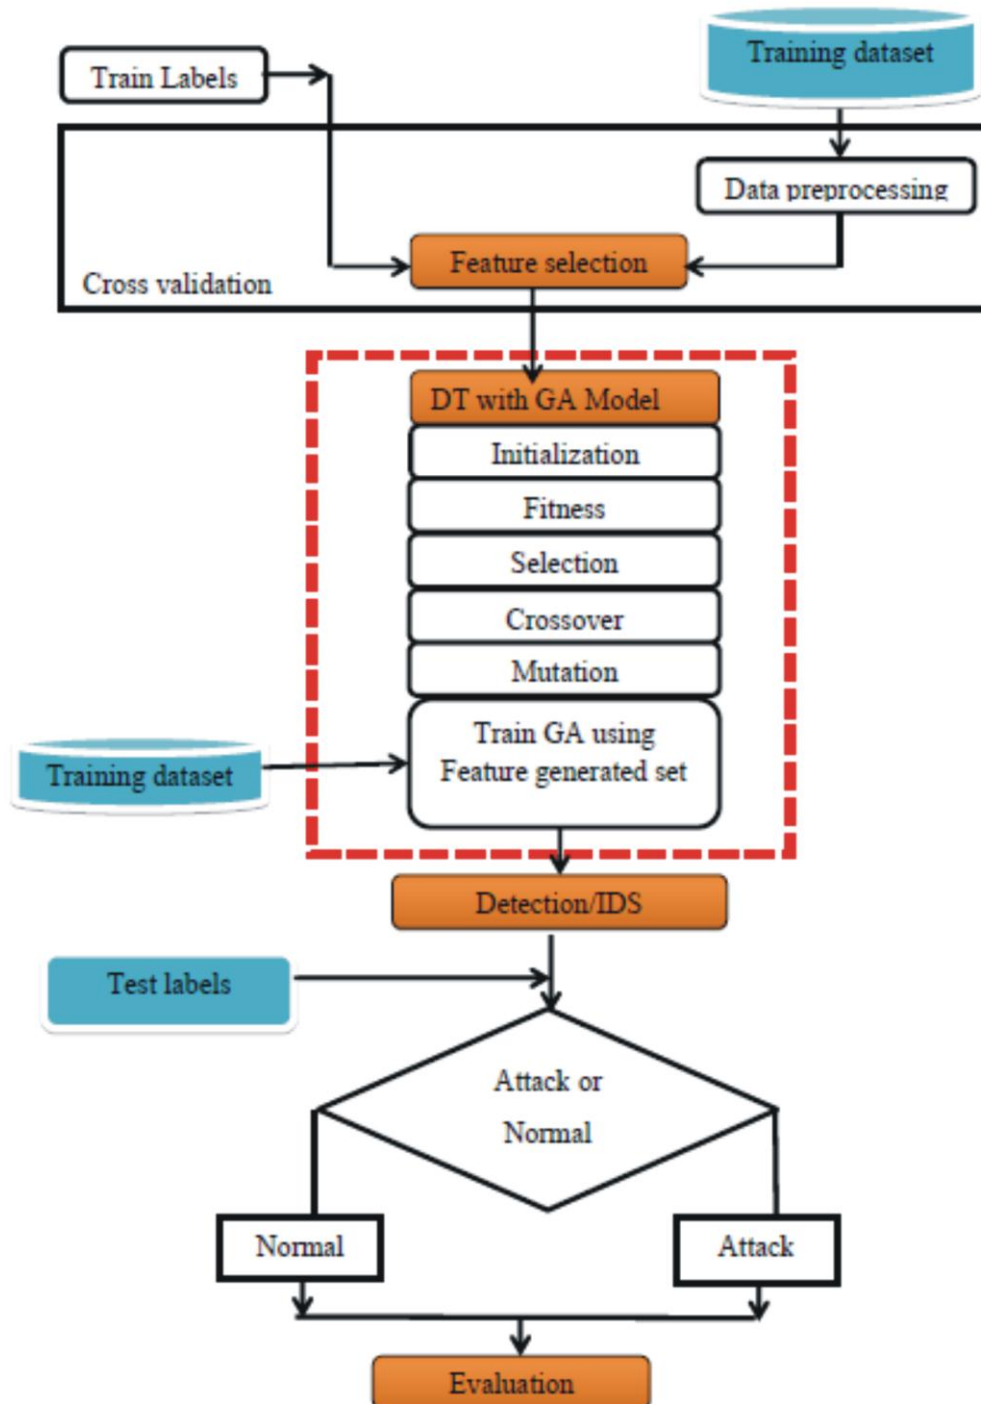 Training dataset
Train Labels
Data preprocessing
Feature selection
Cross validation
DT with GA Model
Initialization
Fitness
Selection
Crossover
Mutation
Train GA using
Feature generated set
Training dataset
Detection/IDS
Test labels
Attack or
Normal
Normal
Attack
Evaluation